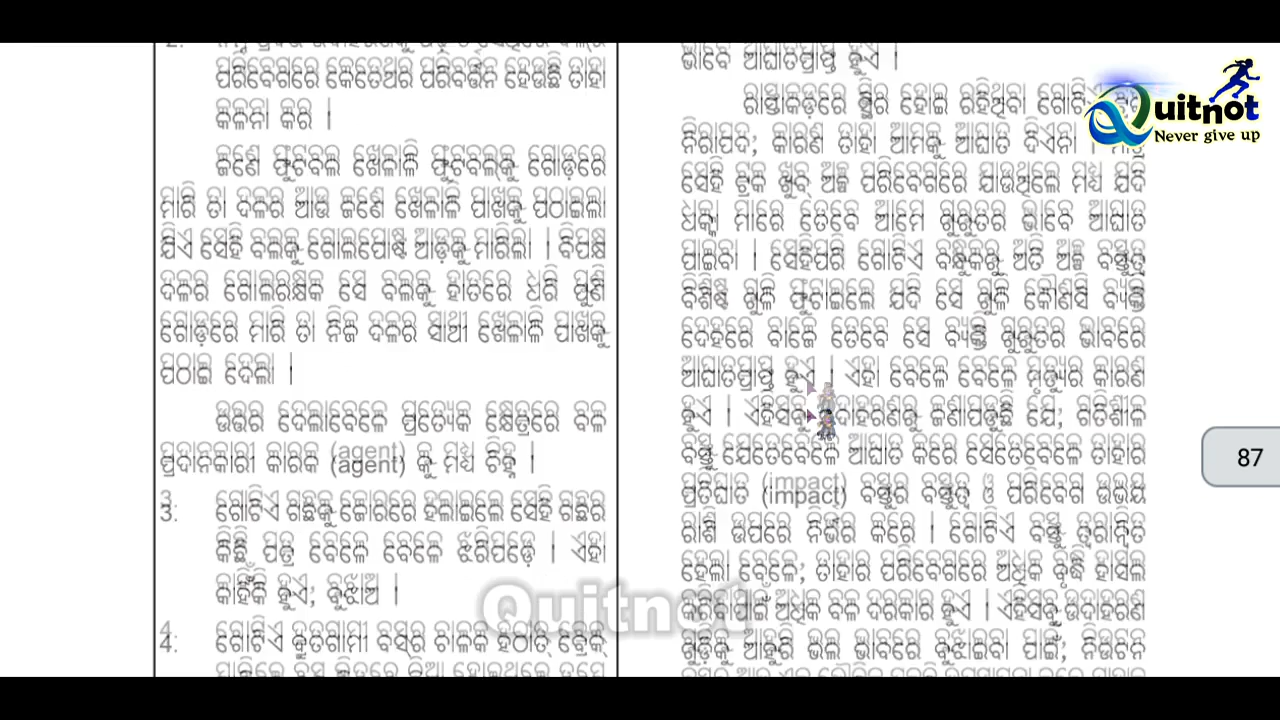 ପରିବେଗରେ କେତେଥର ପରିବର୍ତ୍ତନ ହେଉଛି ତାହା
କଳନା କର ।
ଜଣେ ଫୁଟବଲ ଖେଳାଳି ଫୁଟବଲ୍‌କୁ ଗୋଡ଼ରେ
ମାରି ତା ଦଳର ଆଉ ଜଣେ ଖେଳାଳି ପାଖକୁ ପଠାଇଲା
ଯିଏ ସେହି ବଲକୁ ଗୋଲପୋଷ୍ଟ ଆଡ଼କୁ ମାରିଲା । ବିପକ୍ଷ
ଦଳର ଗୋଲରକ୍ଷକ ସେ ବଲକୁ ହାତରେ ଧରି ପୁଣି
ଗୋଡ଼ରେ ମାରି ତା ନିଜ ଦଳର ସାଥୀ ଖେଳାଳି ପାଖକୁ
ପଠାଇ ଦେଲା ।
ଉତ୍ତର ଦେଲାବେଳେ ପ୍ରତ୍ୟେକ କ୍ଷେତ୍ରରେ ବଳ
ପ୍ରଦାନକାରୀ କାରକ (agent) କୁ ମଧ୍ୟ ଚିହ୍ନ ।
3. ଗୋଟିଏ ଗଛକୁ ଜୋରରେ ହଲାଇଲେ ସେହି ଗଛର
କିଛି ପତ୍ର ବେଳେ ବେଳେ ଝରିପଡ଼େ । ଏହା
କାହିଁକି ହୁଏ, ବୁଝାଅ ।
4. ଗୋଟିଏ ଦ୍ରୁତଗାମୀ ବସ୍‌ର ଚାଳକ ହଠାତ୍ ବ୍ରେକ୍
ଭାବେ ଆଘାତପ୍ରାପ୍ତ ହୁଏ ।
ରାସ୍ତାକଡ଼ରେ ସ୍ଥିର ହୋଇ ରହିଥିବା ଗୋଟିଏ
ନିରାପଦ, କାରଣ ତାହା ଆମକୁ ଆଘାତ ଦିଏନା ।
ସେହି ଟ୍ରକ ଖୁବ୍ ଅଳ୍ପ ପରିବେଗରେ ଯାଉଥିଲେ ମଧ୍ୟ ଯଦି
ଧକ୍କା ମାରେ ତେବେ ଆମେ ଗୁରୁତର ଭାବେ ଆଘାତ
ପାଇବା । ସେହିପରି ଗୋଟିଏ ବନ୍ଧୁକରୁ ଅତି ଅଳ୍ପ ବସ୍ତୁତ୍ୱ
ବିଶିଷ୍ଟ ଗୁଳି ଫୁଟାଇଲେ ଯଦି ସେ ଗୁଳି କୌଣସି ବ୍ୟକ୍ତି
ଦେହରେ ବାଜେ ତେବେ ସେ ବ୍ୟକ୍ତି ଗୁରୁତର ଭାବରେ
ଆଘାତପ୍ରାପ୍ତ ହୁଏ । ଏହା ବେଳେ ବେଳେ ମୃତ୍ୟୁର କାରଣ
ହୁଏ । ଏହିସବୁ ଉଦାହରଣରୁ ଜଣାପଡ଼ୁଛି ଯେ, ଗତିଶୀଳ
ବସ୍ତୁ ଯେତେବେଳେ ଆଘାତ କରେ ସେତେବେଳେ ତାହାର
ପ୍ରତିଘାତ (impact) ବସ୍ତୁର ବସ୍ତୁତ୍ୱ ଓ ପରିବେଗ ଉଭୟ
ରାଶି ଉପରେ ନିର୍ଭର କରେ । ଗୋଟିଏ ବସ୍ତୁ ତ୍ୱରାନ୍ୱିତ
ହେଲା ବେଳେ, ତାହାର ପରିବେଗରେ ଅଧିକ ବୃଦ୍ଧି ହାସଲ
କରିବାପାଇଁ ଅଧିକ ବଳ ଦରକାର ହୁଏ । ଏହିସବୁ ଉଦାହରଣ
ଗୁଡ଼ିକୁ ଆହୁରି ଭଲ ଭାବରେ ବୁଝାଇବା ପାଇଁ, ନିଉଟନ
Quitnot
Never give up
87
Quitnot